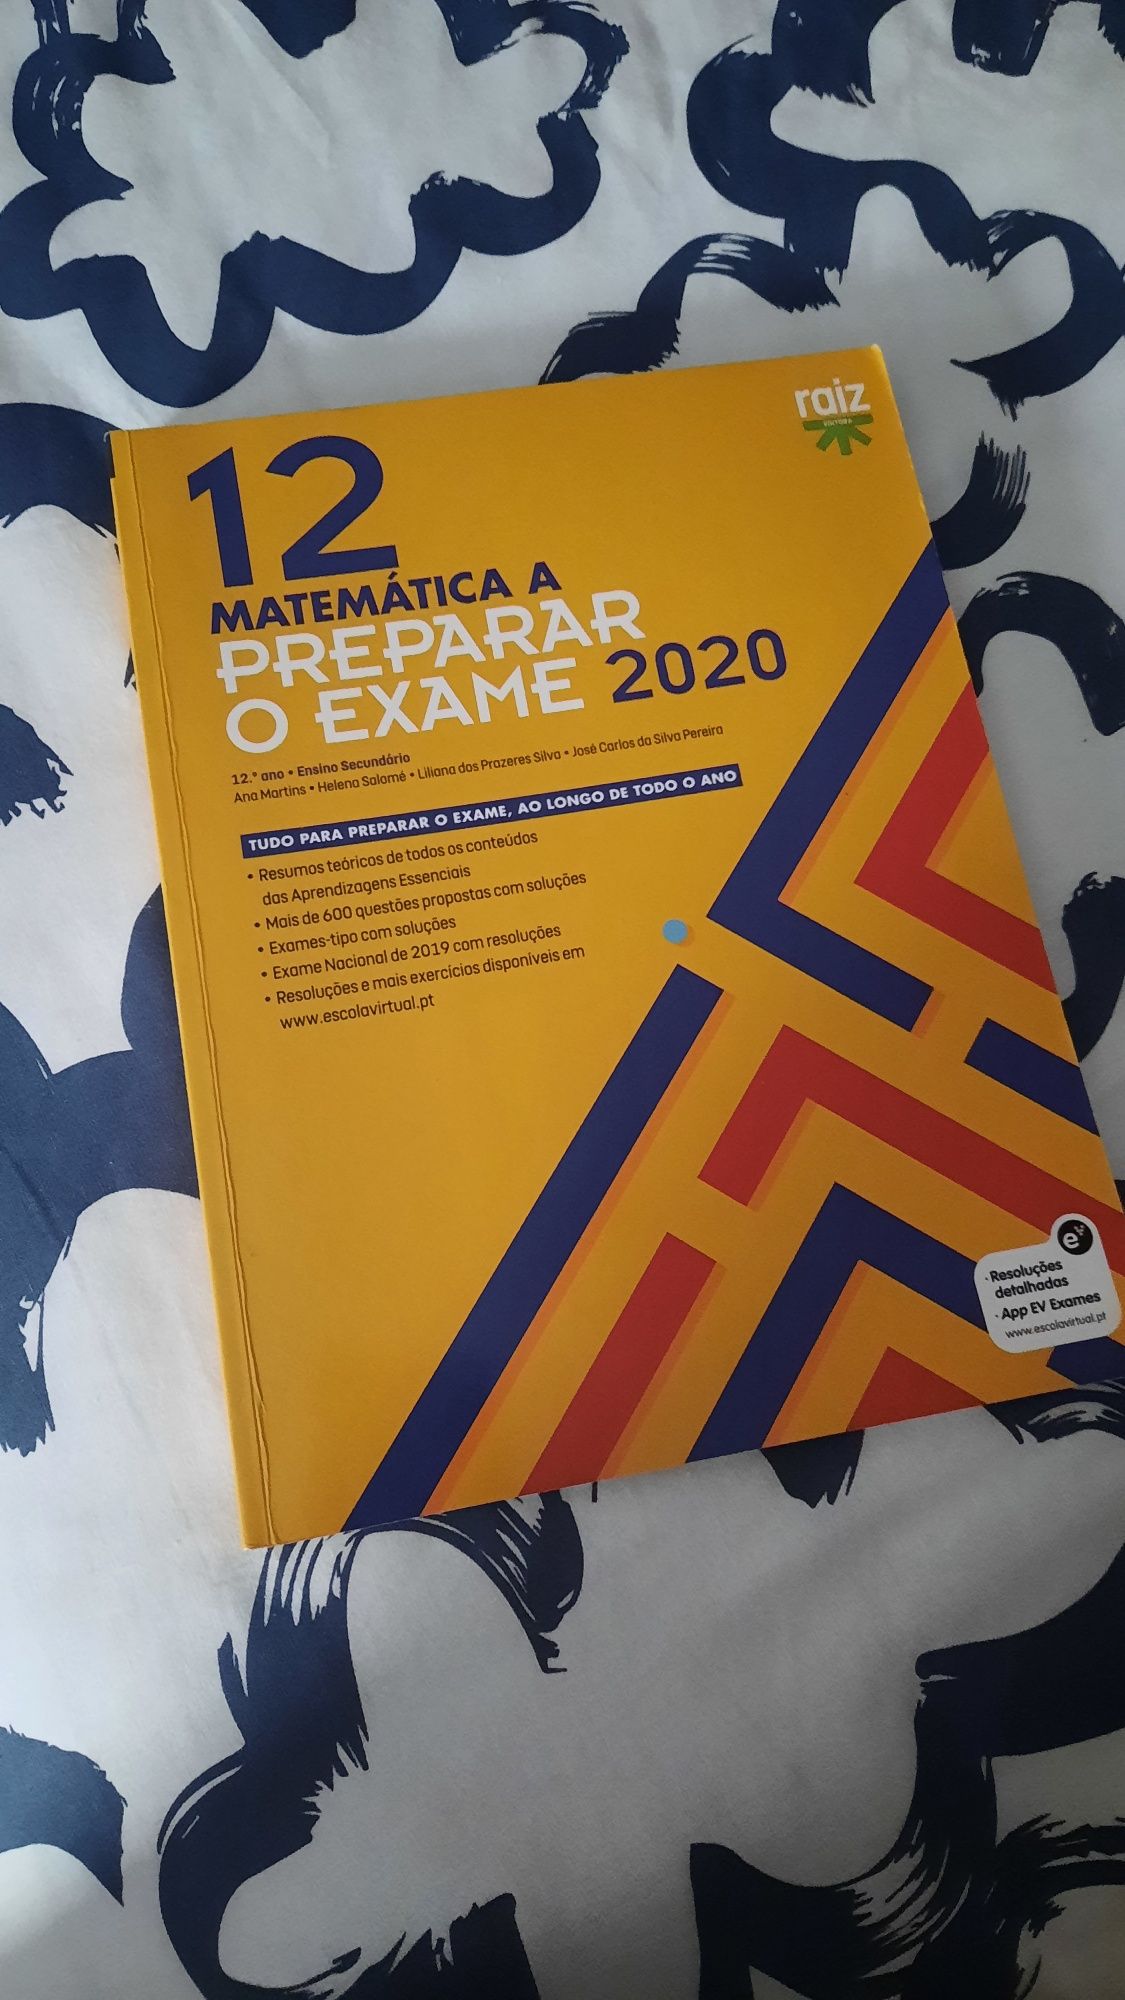 raiz
EDITORA
12
MATEMÁTICA A
PREPARAR
O EXAME 2020
12.º ano • Ensino Secundário
Ana Martins • Helena Salomé • Liliana dos Prazeres Silva • José Carlos da Silva Pereira
TUDO PARA PREPARAR O EXAME, AO LONGO DE TODO O ANO
• Resumos teóricos de todos os conteúdos
das Aprendizagens Essenciais
• Mais de 600 questões propostas com soluções
• Exames-tipo com soluções
• Exame Nacional de 2019 com resoluções
• Resoluções e mais exercícios disponíveis em
www.escolavirtual.pt
ev
· Resoluções
detalhadas
· App EV Exames
www.escolavirtual.pt